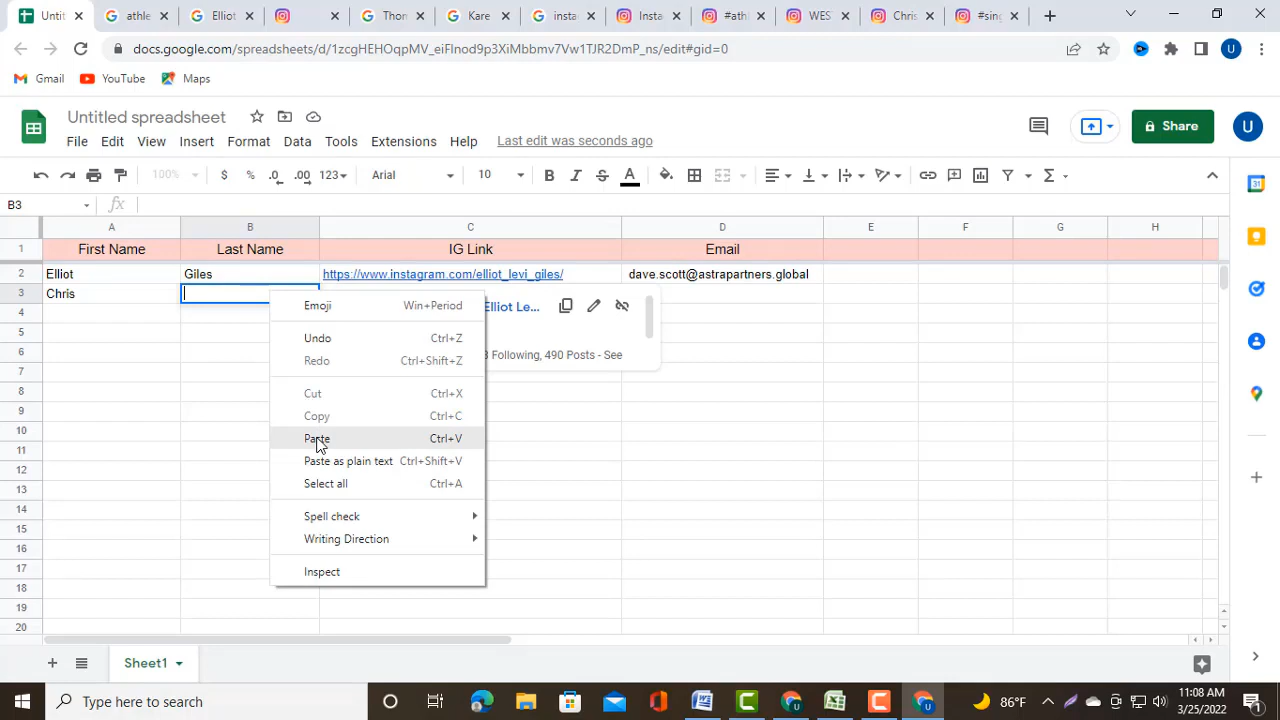 Untitl
athle
Elliot
Thon
Kare
insta
Insta
#athl
WES
Chris
#sing
docs.google.com/spreadsheets/d/1zcgHEHOqpMV_eiFlnod9p3XiMbbmv7Vw1TJR2DmP_ns/edit#gid=0
U
Gmail
YouTube
Maps
Untitled spreadsheet
File Edit View Insert Format Data Tools Extensions Help Last edit was seconds ago
Share
U
100% $ % .0 .00 123 Arial 10 B I S A
B3
fx
A B C D E F G H
1 First Name Last Name IG Link Email
2 Elliot Giles https://www.instagram.com/elliot_levi_giles/ dave.scott@astrapartners.global
3 Chris
4
5
6
7
8
9
10
11
12
13
14
15
16
17
18
19
20
Elliot Le...
Following, 490 Posts - See
Emoji Win+Period
Undo Ctrl+Z
Redo Ctrl+Shift+Z
Cut Ctrl+X
Copy Ctrl+C
Paste Ctrl+V
Paste as plain text Ctrl+Shift+V
Select all Ctrl+A
Spell check
Writing Direction
Inspect
31
Sheet1
Type here to search
86°F
11:08 AM
3/25/2022
1